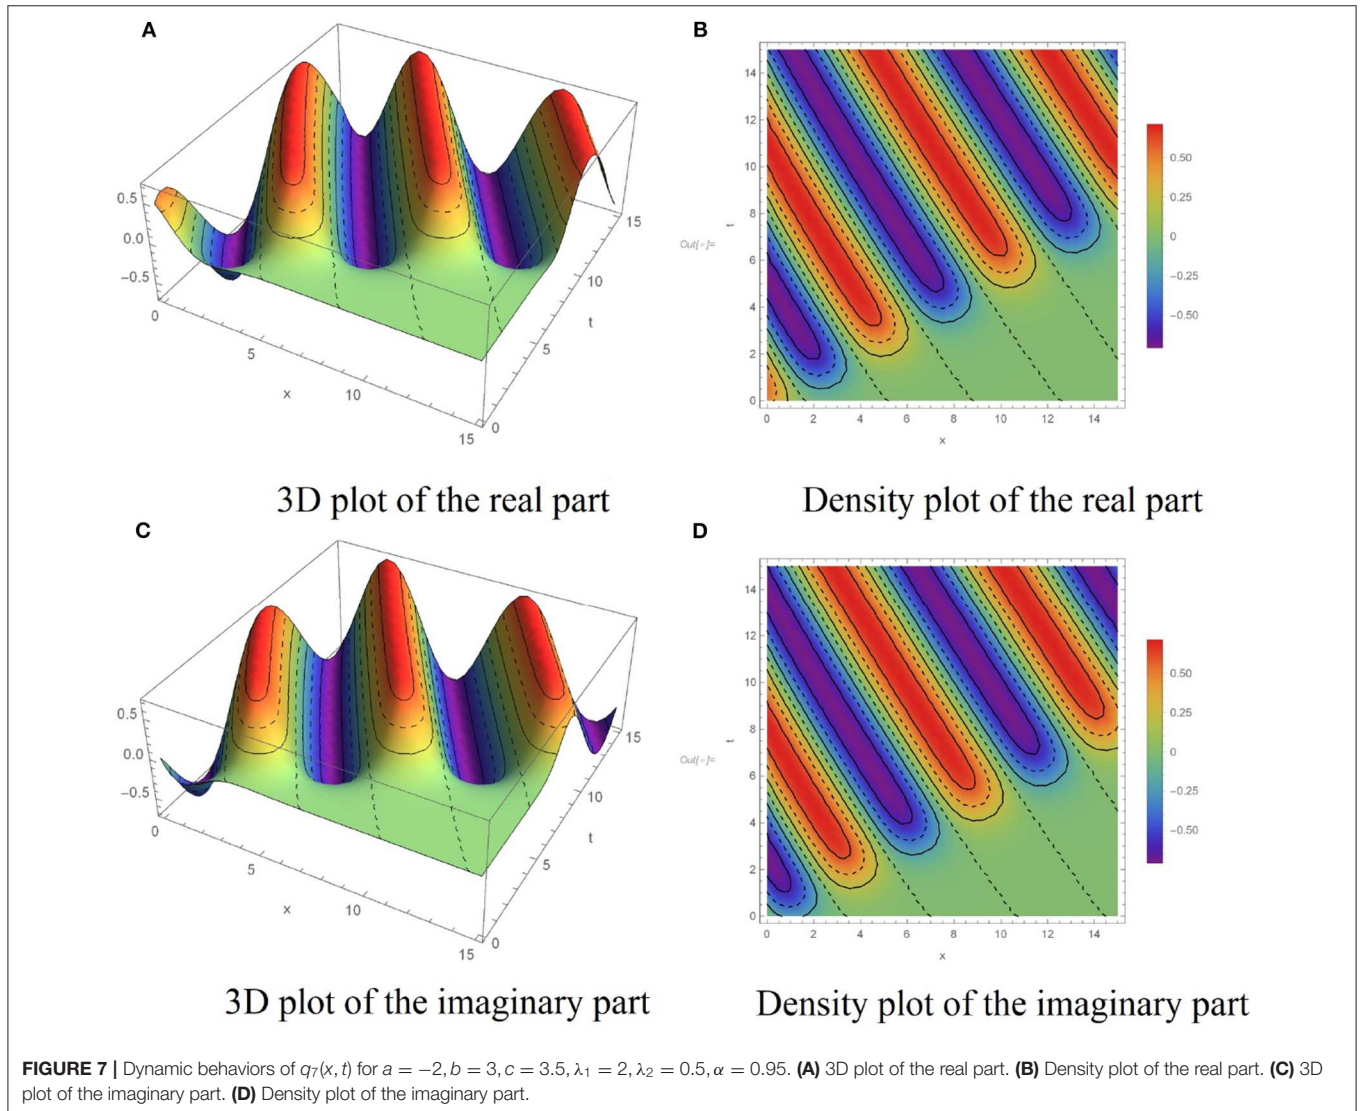 A
0.5
0.0
−0.5
0
5
10
15
x
0
5
10
15
t
3D plot of the real part
B
14
12
10
8
6
4
2
0
t
Out[ ]=
0 2 4 6 8 10 12 14
x
0.50
0.25
0
−0.25
−0.50
Density plot of the real part
C
0.5
0.0
−0.5
0
5
10
15
x
0
5
10
15
t
3D plot of the imaginary part
D
14
12
10
8
6
4
2
0
t
Out[ ]=
0 2 4 6 8 10 12 14
x
0.50
0.25
0
−0.25
−0.50
Density plot of the imaginary part
FIGURE 7 | Dynamic behaviors of q₇(x, t) for a = −2, b = 3, c = 3.5, λ₁ = 2, λ₂ = 0.5, α = 0.95. (A) 3D plot of the real part. (B) Density plot of the real part. (C) 3D
plot of the imaginary part. (D) Density plot of the imaginary part.